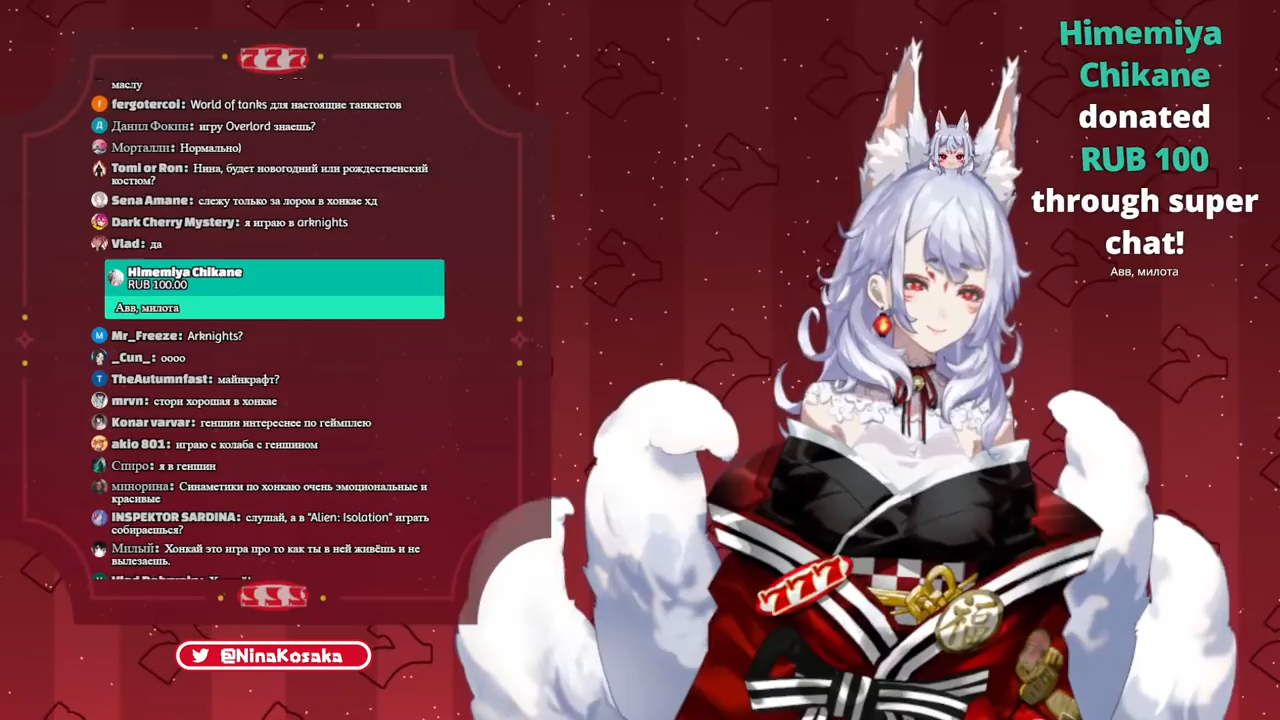 777
маслу
fergotercoi: World of tanks для настоящие танкистов
Данил Фокин: игру Overlord знаешь?
Морталли: Нормально)
Tomi or Ron: Нина, будет новогодний или рождественский
костюм?
Sena Amane: слежу только за лором в хонкае хд
Dark Cherry Mystery: я играю в arknights
Vlad: да
Himemiya Chikane
RUB 100.00
Авв, милота
Mr_Freeze: Arknights?
_Cun_: оооо
TheAutumnfast: майнкрафт?
mrvn: стори хорошая в хонкае
Konar varvar: геншин интереснее по геймплею
akio 801: играю с колаба с геншином
Спиро: я в геншин
минорина: Синаметики по хонкаю очень эмоциональные и
красивые
INSPEKTOR SARDINA: слушай, а в "Alien: Isolation" играть
собираешься?
Милый: Хонкай это игра про то как ты в ней живёшь и не
вылезаешь.
@NinaKosaka
Himemiya
Chikane
donated
RUB 100
through super
chat!
Авв, милота
777
福